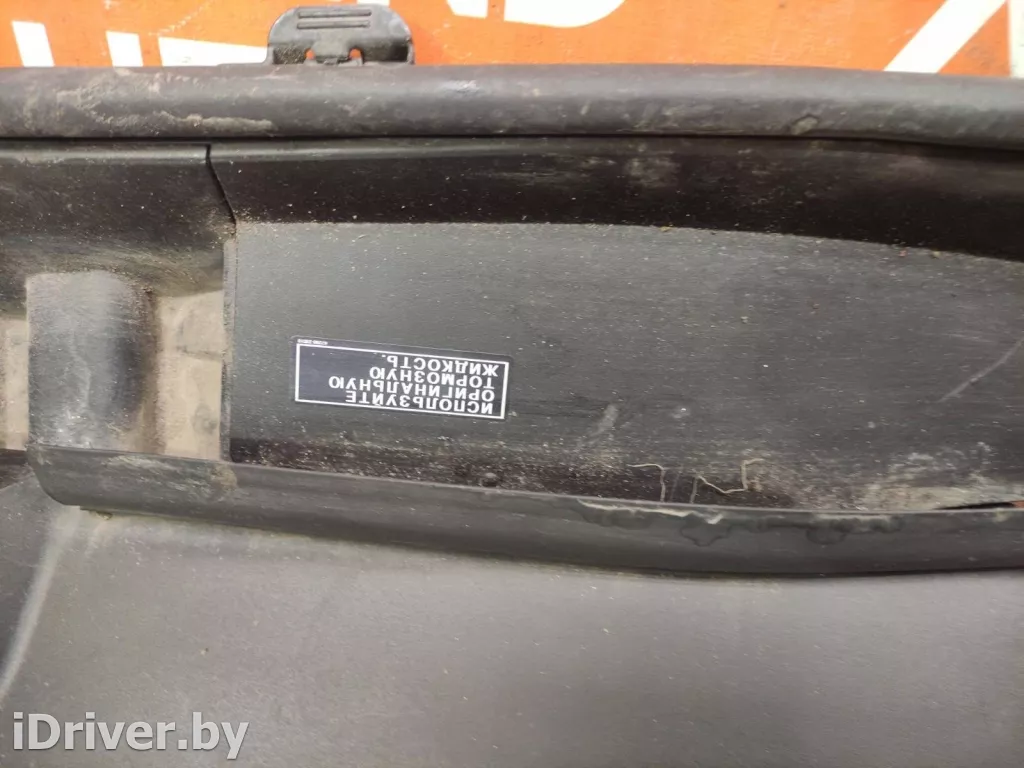 ИСПОЛЬЗУЙТЕ
ОРИГИНАЛЬНУЮ
ТОРМОЗНУЮ
ЖИДКОСТЬ.
iDriver.by